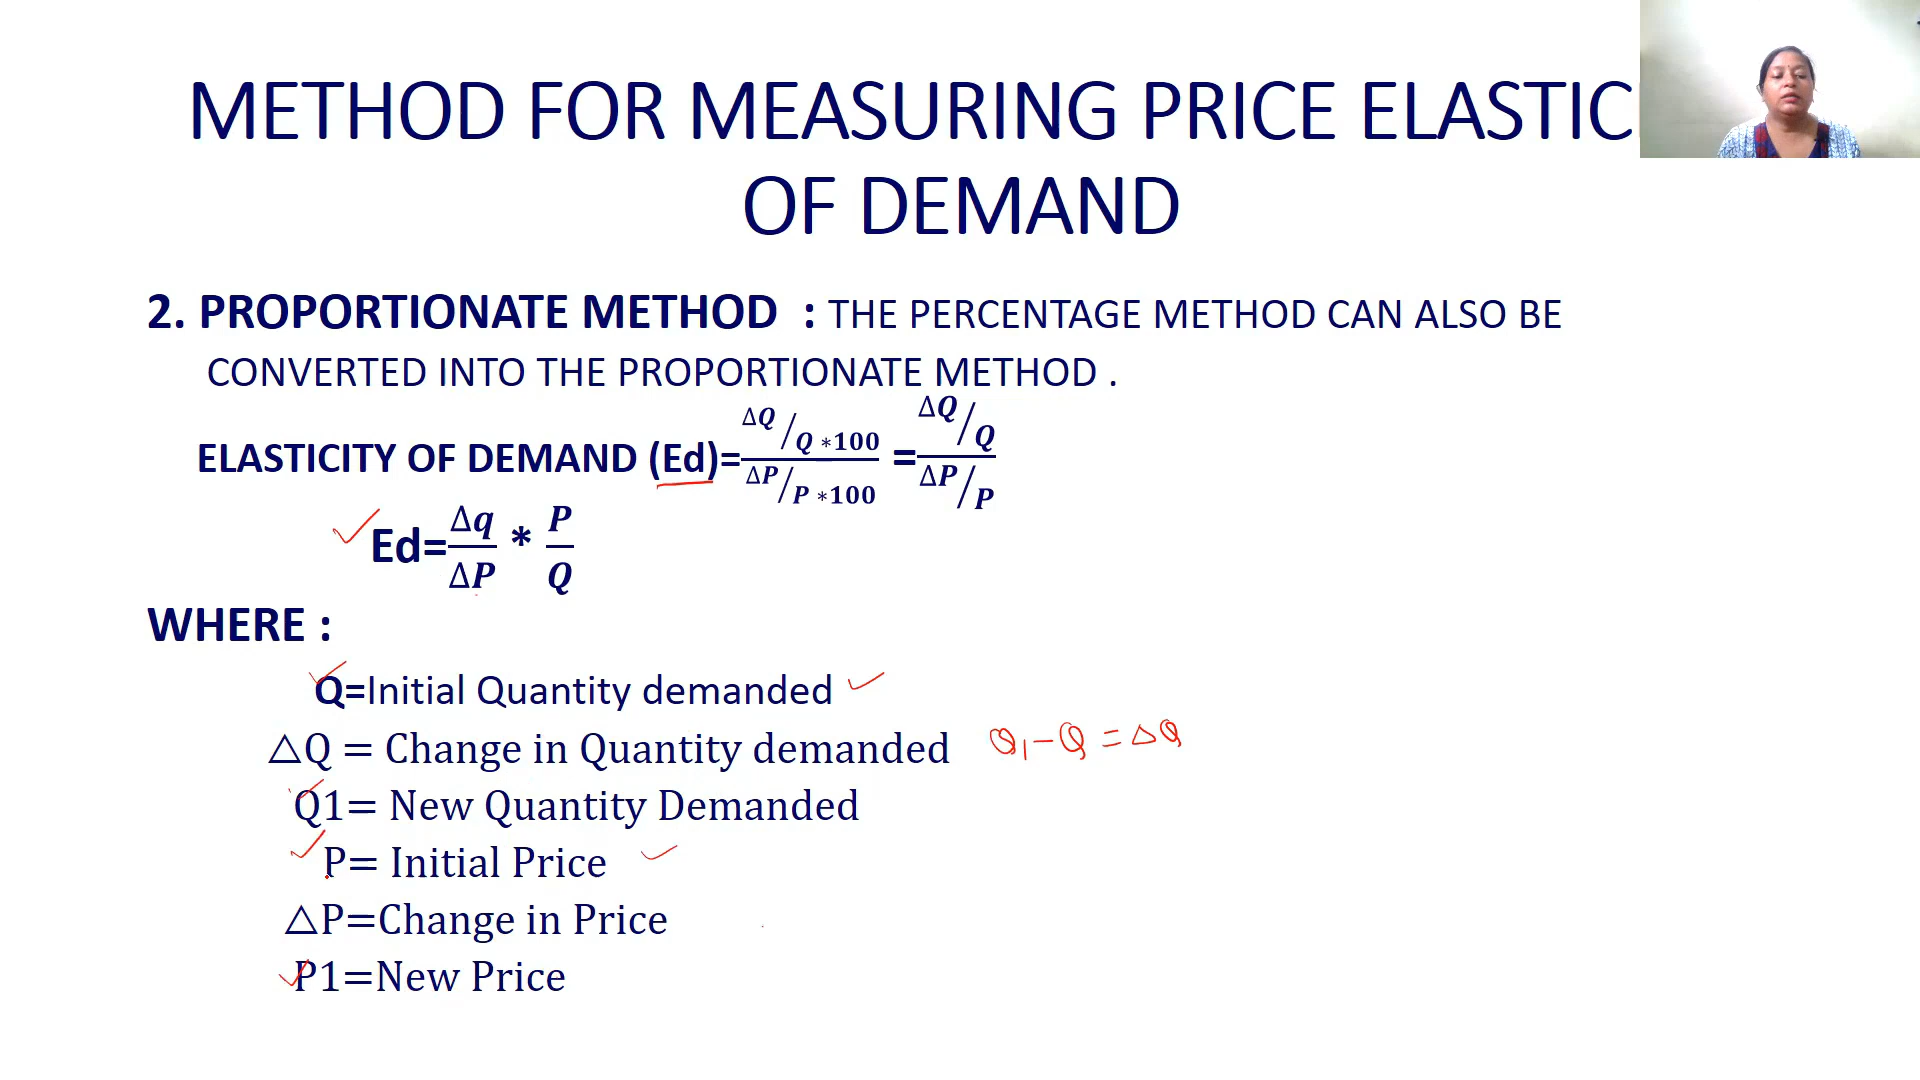 METHOD FOR MEASURING PRICE ELASTIC
OF DEMAND
2. PROPORTIONATE METHOD : THE PERCENTAGE METHOD CAN ALSO BE
CONVERTED INTO THE PROPORTIONATE METHOD .
ELASTICITY OF DEMAND (Ed)= (ΔQ/Q *100)/(ΔP/P *100) = (ΔQ/Q)/(ΔP/P)
Ed= Δq/ΔP * P/Q
WHERE :
Q=Initial Quantity demanded
△Q = Change in Quantity demanded Q1 - Q = △Q
Q1= New Quantity Demanded
P= Initial Price
△P=Change in Price
P1=New Price